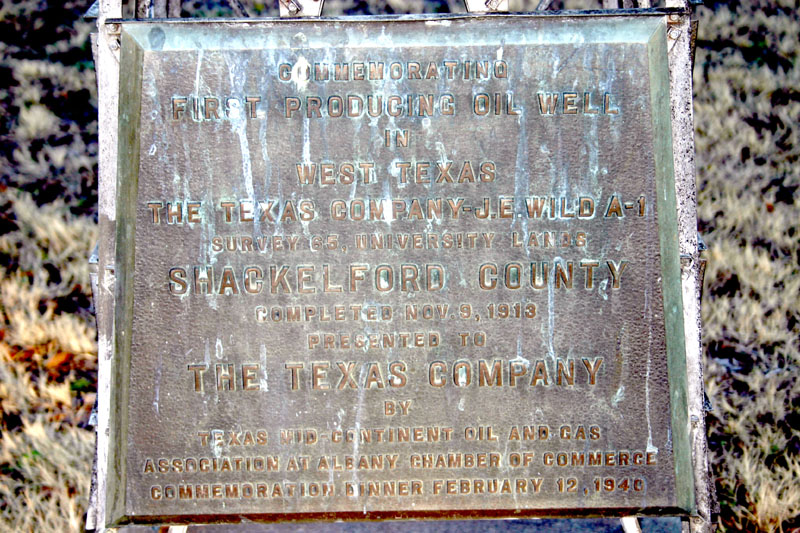 COMMEMORATING
FIRST PRODUCING OIL WELL
IN
WEST TEXAS
THE TEXAS COMPANY-J.E. WILD/A-1
SURVEY 65, UNIVERSITY LANDS
SHACKELFORD COUNTY
COMPLETED NOV. 9, 1913
PRESENTED TO
THE TEXAS COMPANY
BY
TEXAS MID-CONTINENT OIL AND GAS
ASSOCIATION AT ALBANY CHAMBER OF COMMERCE
COMMEMORATION DINNER FEBRUARY 12, 1940